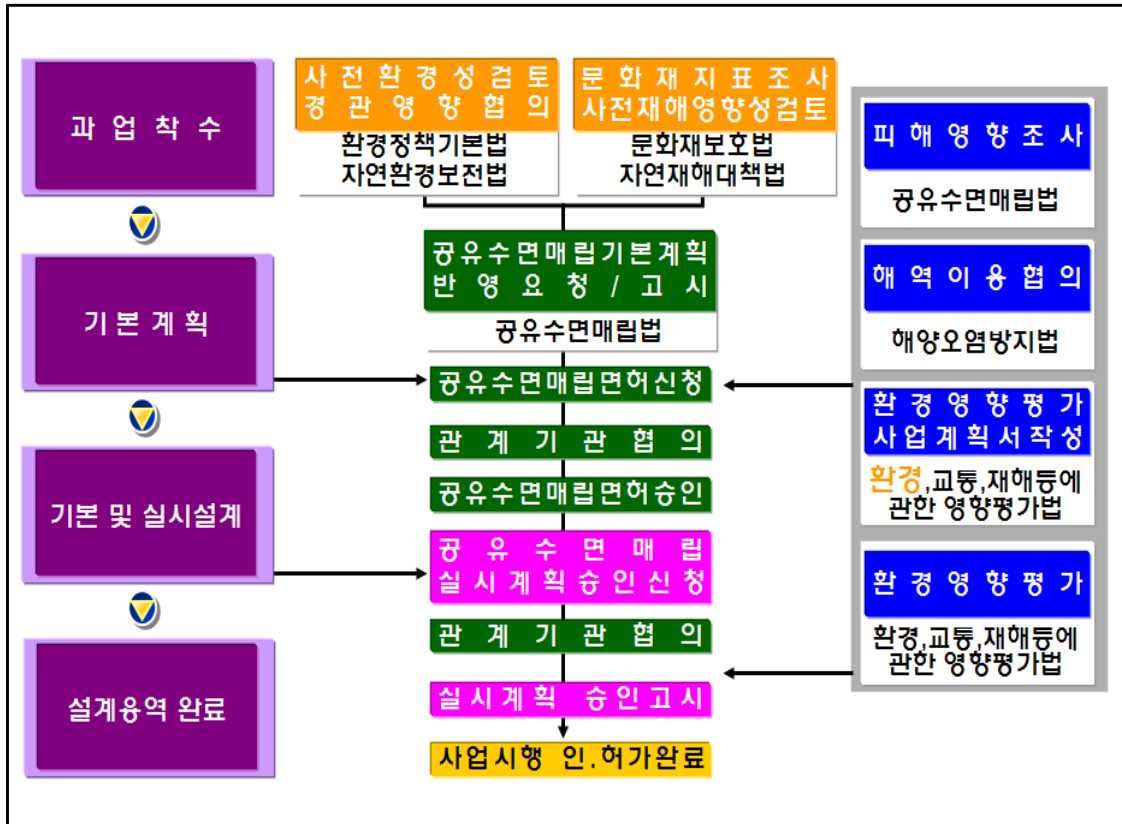 과 업 착 수
기 본 계 획
기본 및 실시설계
설계용역 완료
사 전 환 경 성 검 토
경 관 영 향 협 의
환경정책기본법
자연환경보전법
문 화 재 지 표 조 사
사전재해영향성검토
문화재보호법
자연재해대책법
공유수면매립기본계획
반 영 요 청 / 고 시
공유수면매립법
공유수면매립면허신청
관 계 기 관 협 의
공유수면매립면허승인
공 유 수 면 매 립
실시계획승인신청
관 계 기 관 협 의
실시계획 승인고시
사업시행 인.허가완료
피 해 영 향 조 사
공유수면매립법
해 역 이 용 협 의
해양오염방지법
환 경 영 향 평 가
사업계획서작성
환경,교통,재해등에
관한 영향평가법
환 경 영 향 평 가
환경,교통,재해등에
관한 영향평가법